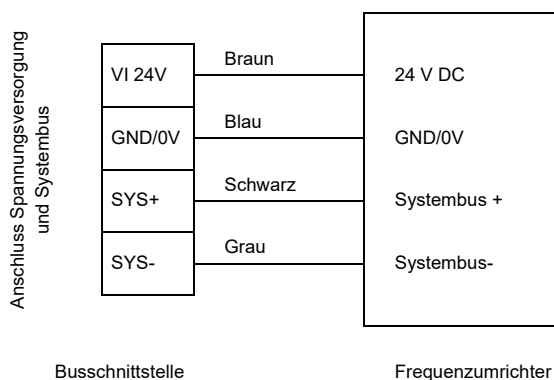 Anschluss Spannungsversorgung
und Systembus
VI 24V
Braun
24 V DC
GND/0V
Blau
GND/0V
SYS+
Schwarz
Systembus +
SYS-
Grau
Systembus-
Busschnittstelle
Frequenzumrichter